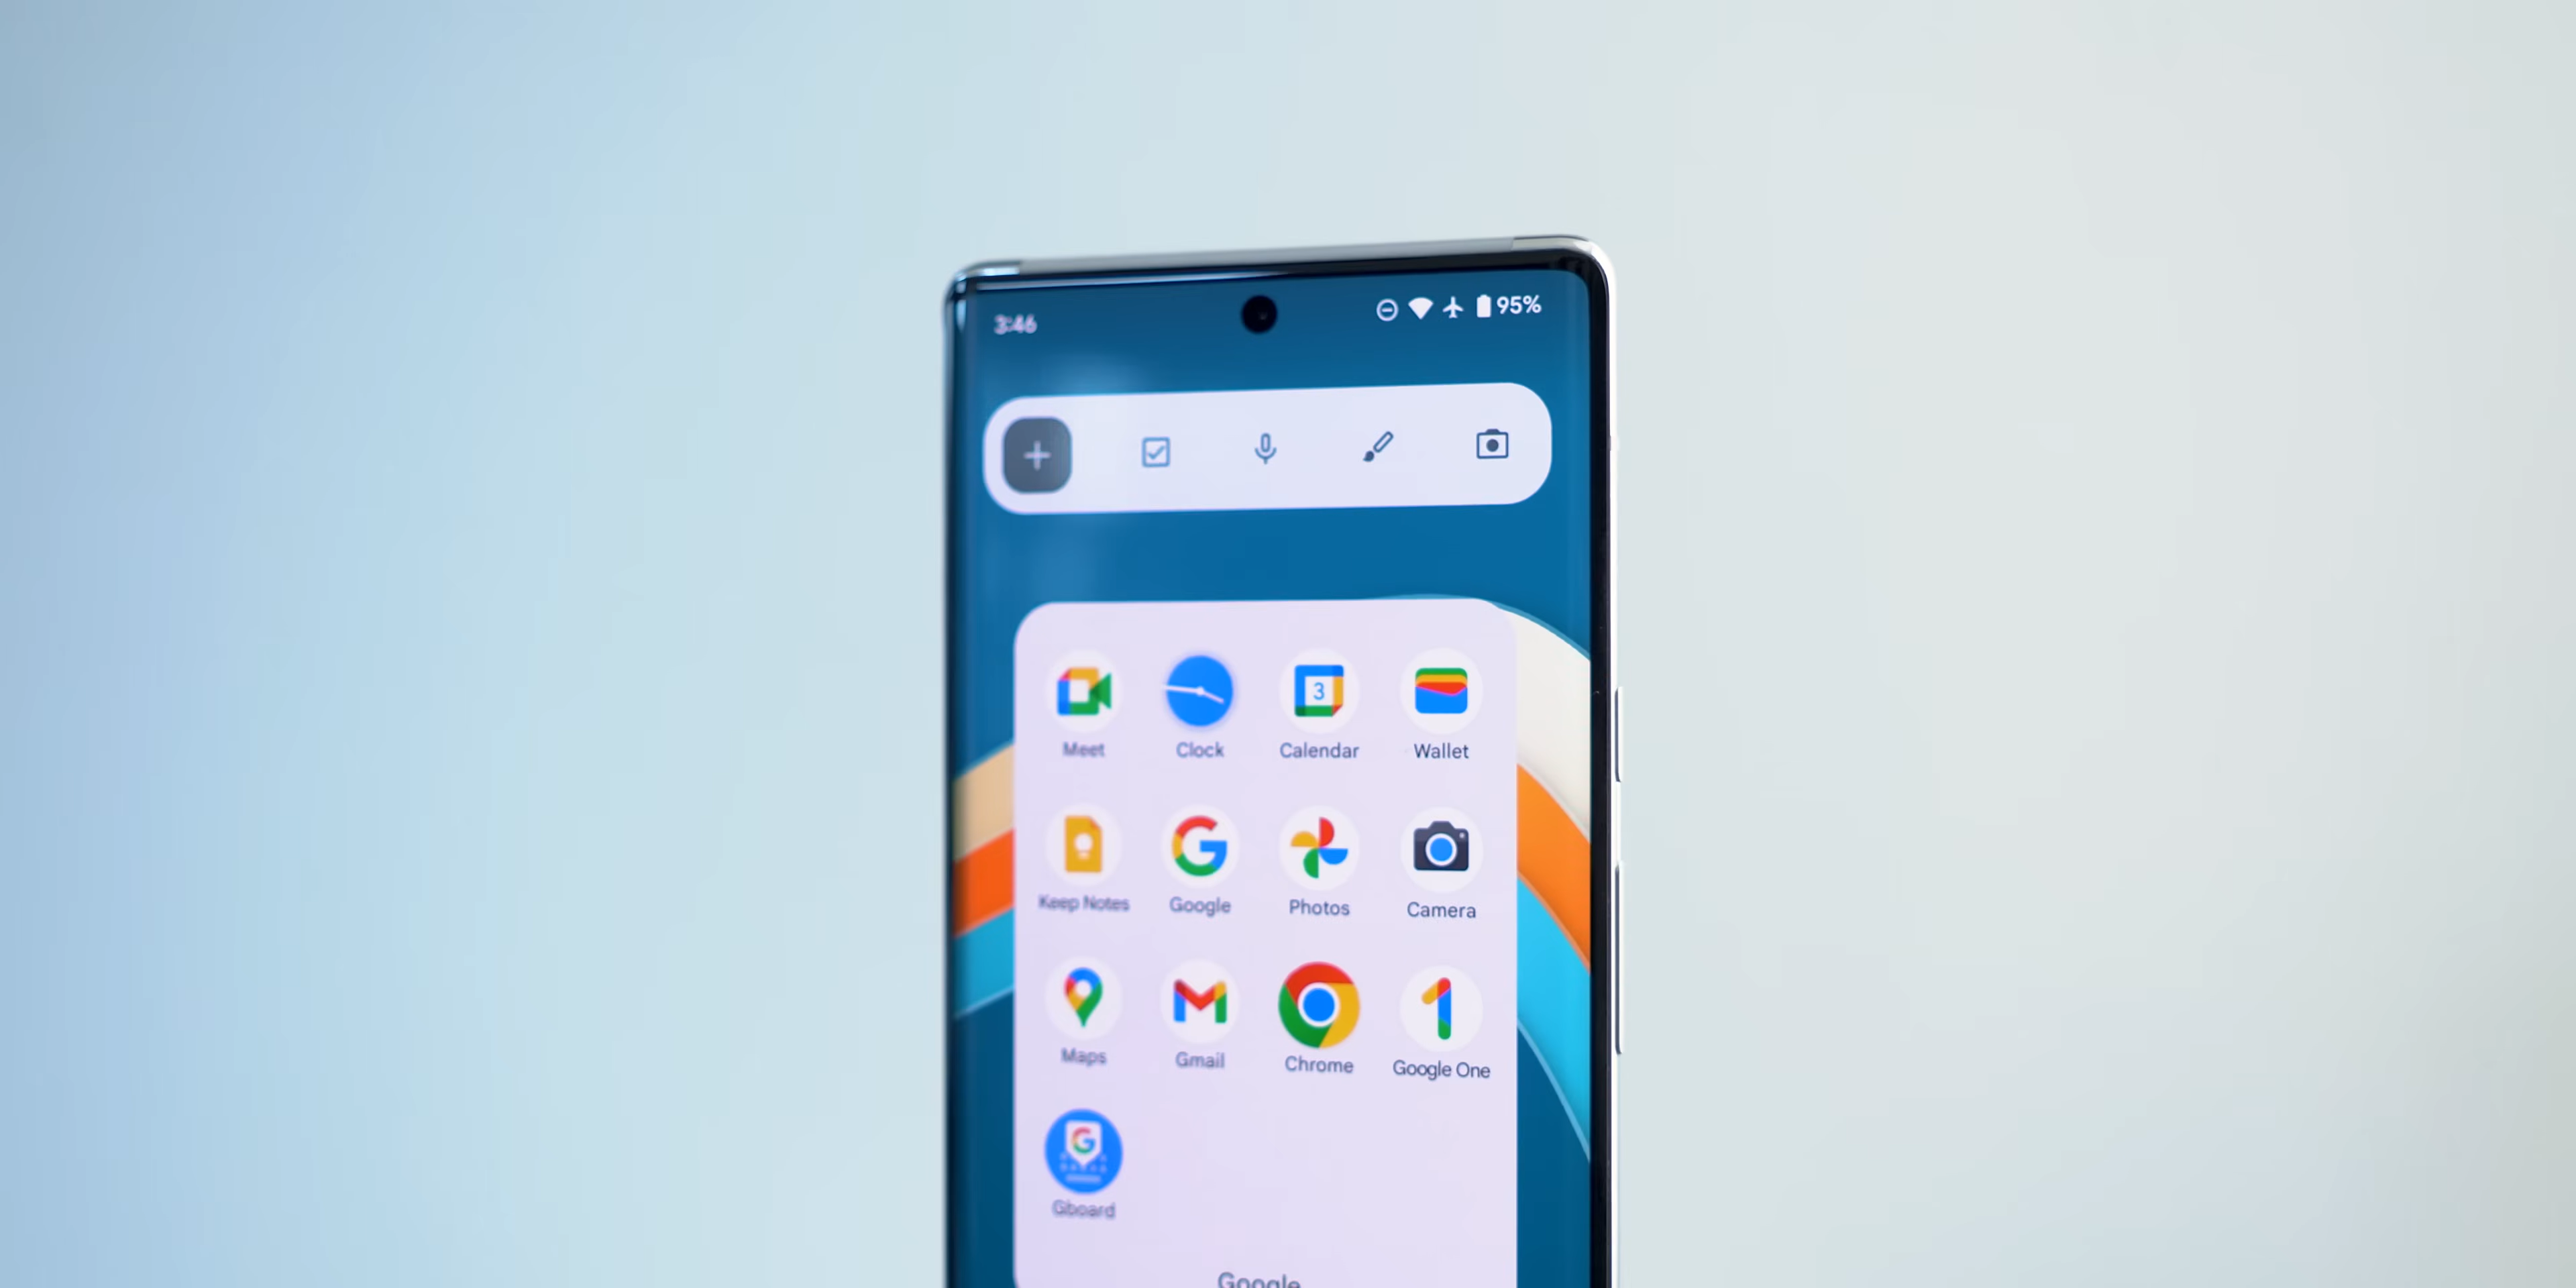 3:46 95%
3
Meet Clock Calendar Wallet
Keep Notes Google Photos Camera
Maps Gmail Chrome Google One
G
Gboard
Google